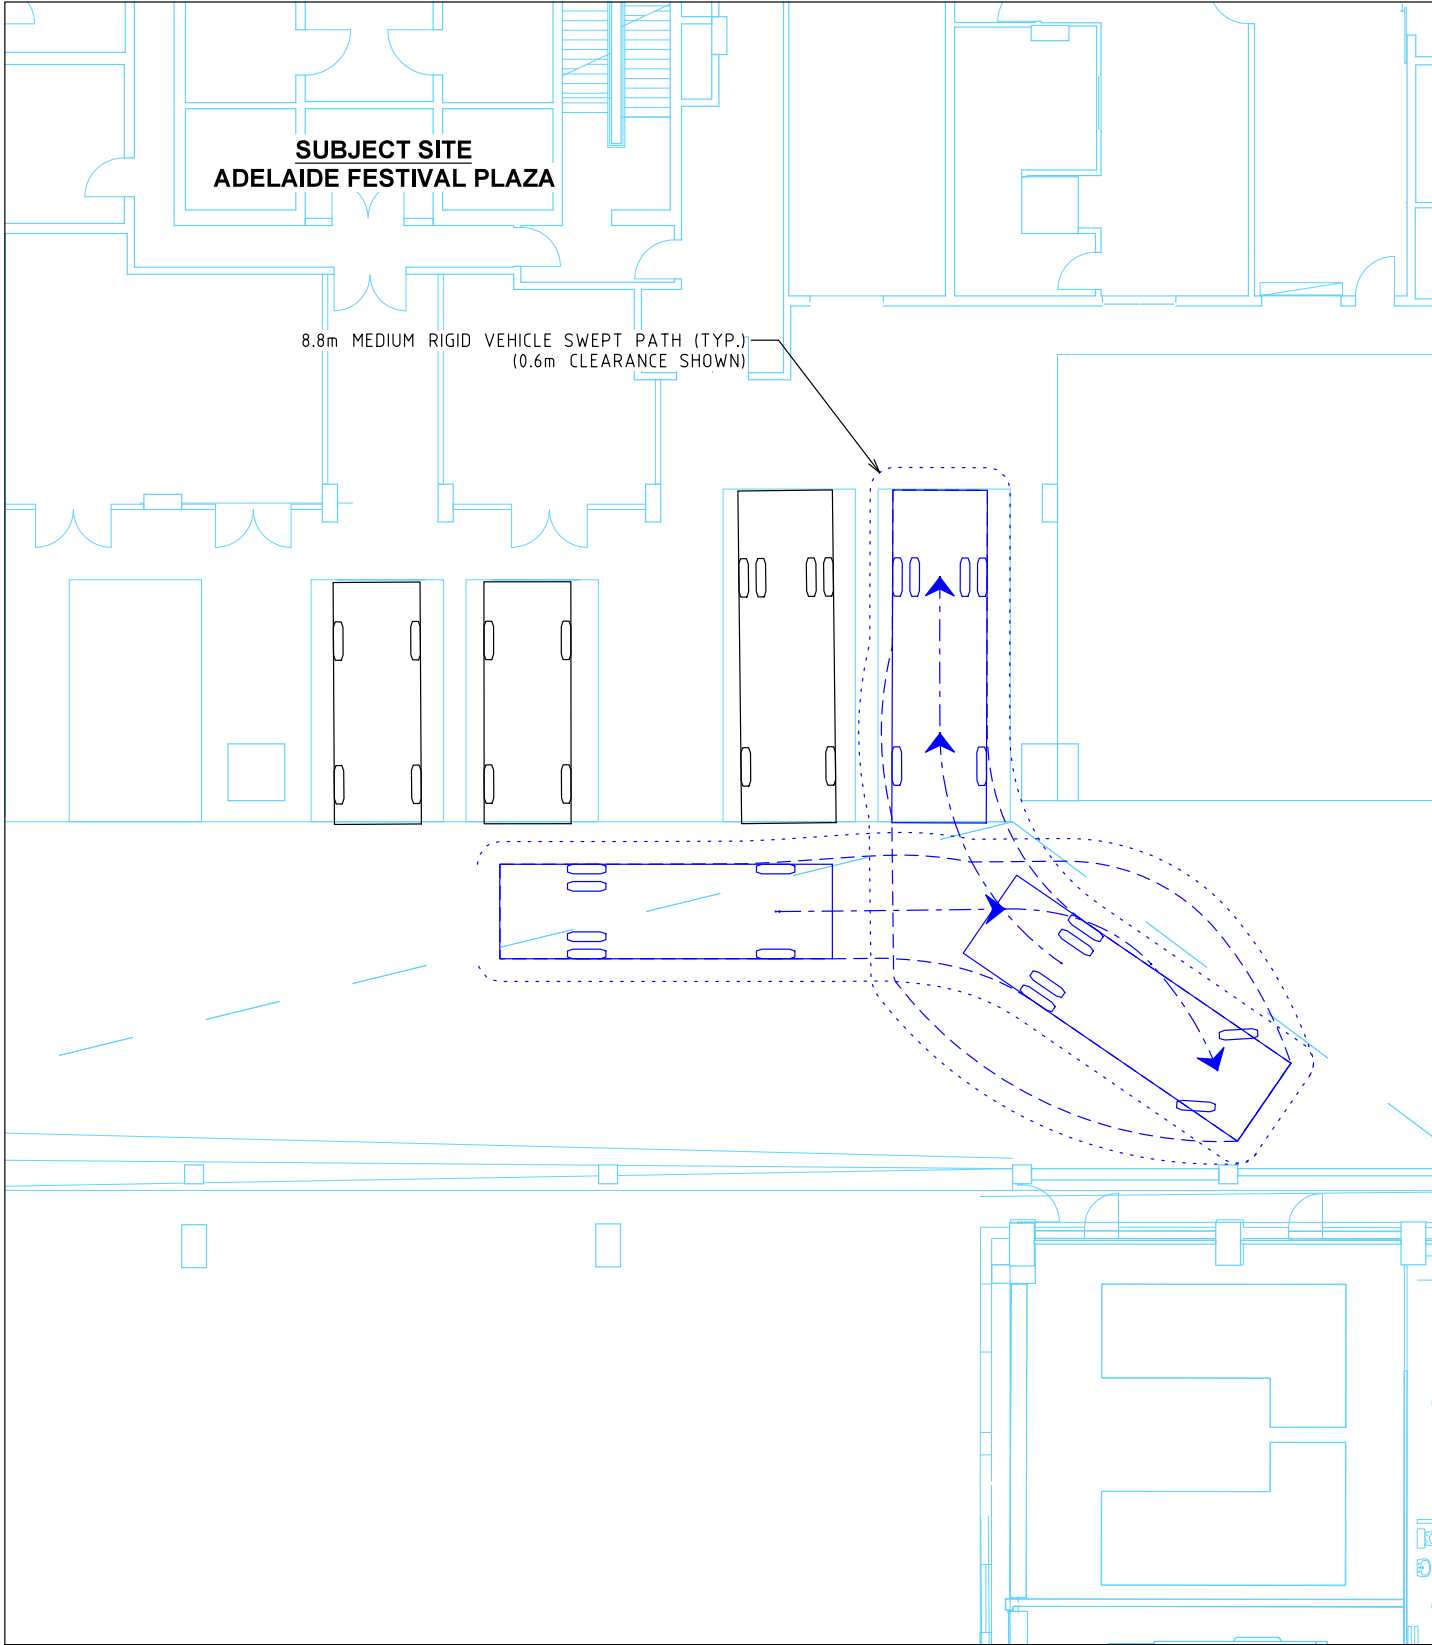 SUBJECT SITE
ADELAIDE FESTIVAL PLAZA
8.8m MEDIUM RIGID VEHICLE SWEPT PATH (TYP.)
(0.6m CLEARANCE SHOWN)